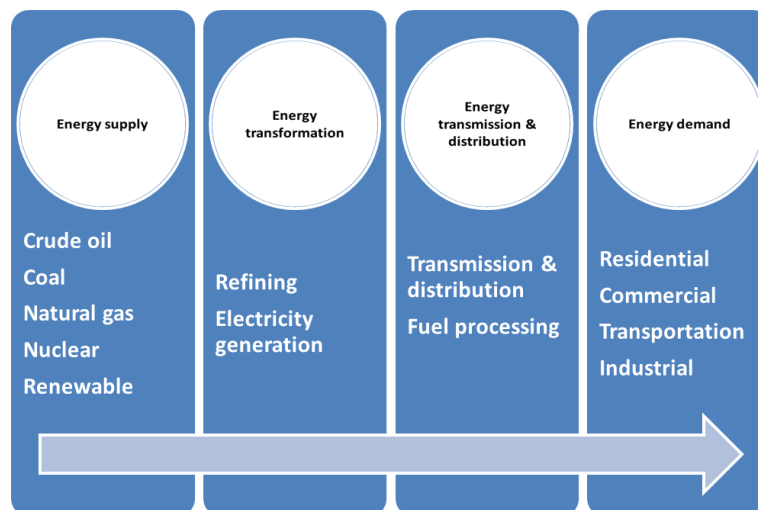 Energy supply
Crude oil
Coal
Natural gas
Nuclear
Renewable
Energy
transformation
Refining
Electricity
generation
Energy
transmission &
distribution
Transmission &
distribution
Fuel processing
Energy demand
Residential
Commercial
Transportation
Industrial